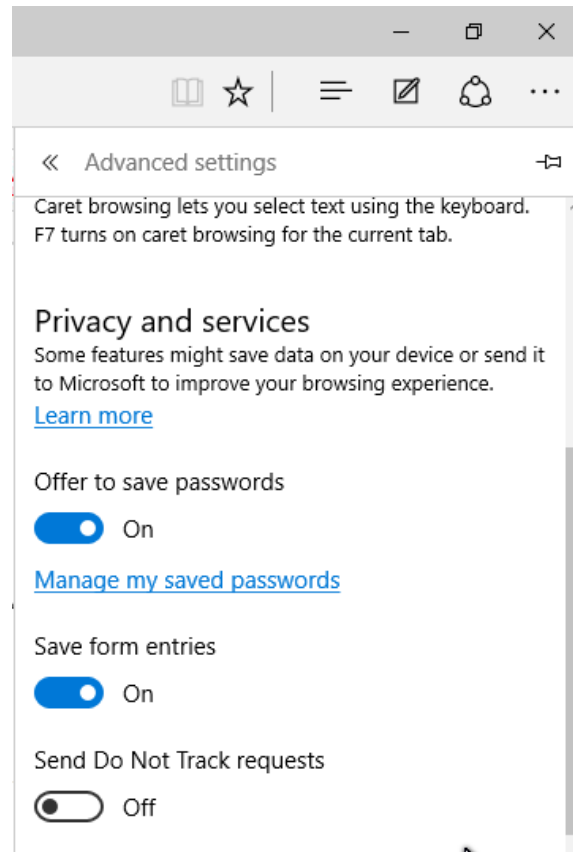 Advanced settings
Caret browsing lets you select text using the keyboard.
F7 turns on caret browsing for the current tab.
Privacy and services
Some features might save data on your device or send it
to Microsoft to improve your browsing experience.
Learn more
Offer to save passwords
On
Manage my saved passwords
Save form entries
On
Send Do Not Track requests
Off